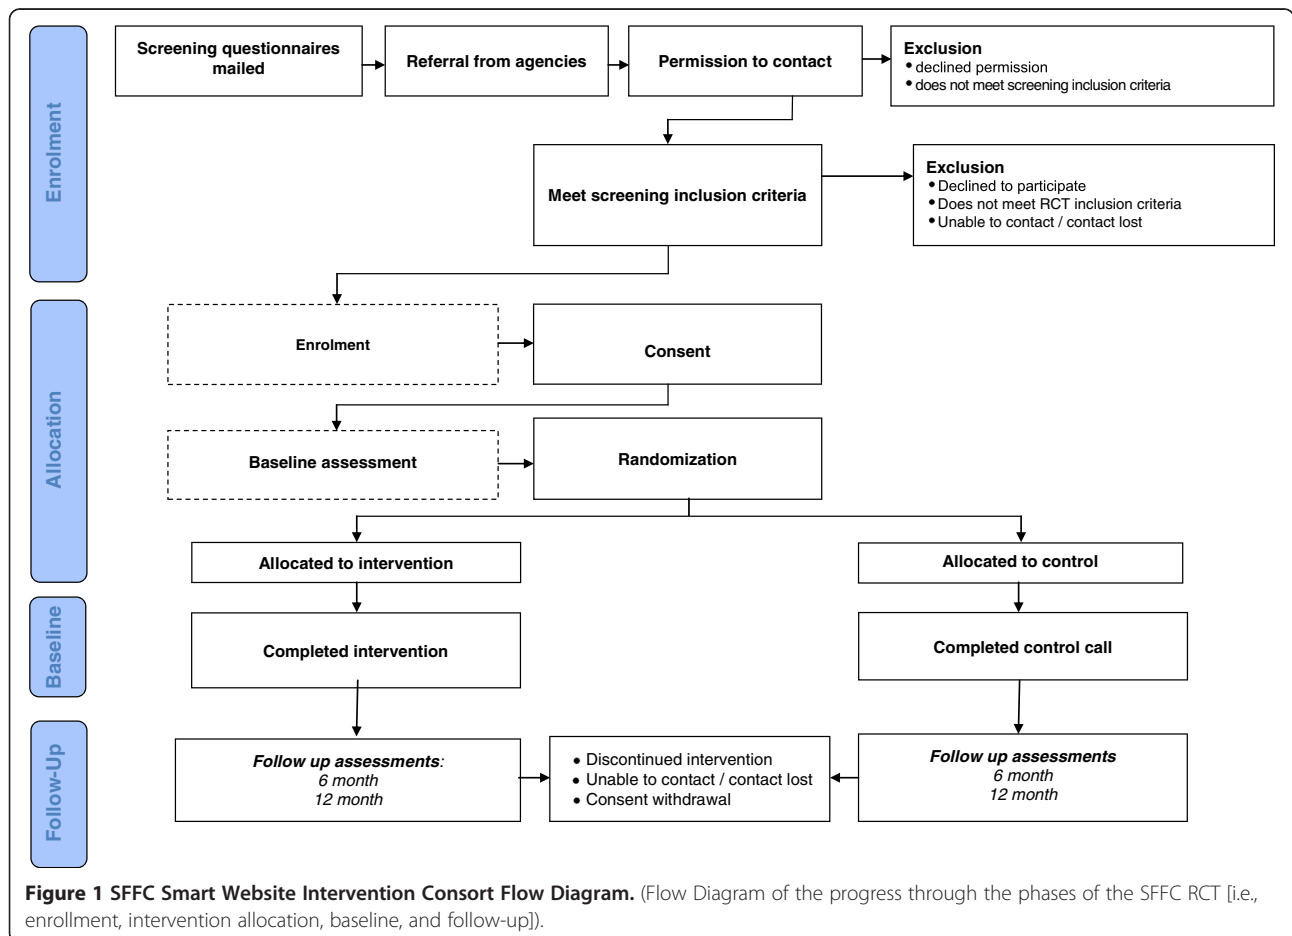 Enrolment
Screening questionnaires
mailed
Referral from agencies
Permission to contact
Exclusion
• declined permission
• does not meet screening inclusion criteria
Meet screening inclusion criteria
Exclusion
• Declined to participate
• Does not meet RCT inclusion criteria
• Unable to contact / contact lost
Allocation
Enrolment
Consent
Baseline assessment
Randomization
Allocated to intervention
Allocated to control
Baseline
Completed intervention
Completed control call
Follow-Up
Follow up assessments:
6 month
12 month
• Discontinued intervention
• Unable to contact / contact lost
• Consent withdrawal
Follow up assessments
6 month
12 month
Figure 1 SFFC Smart Website Intervention Consort Flow Diagram. (Flow Diagram of the progress through the phases of the SFFC RCT [i.e.,
enrollment, intervention allocation, baseline, and follow-up]).